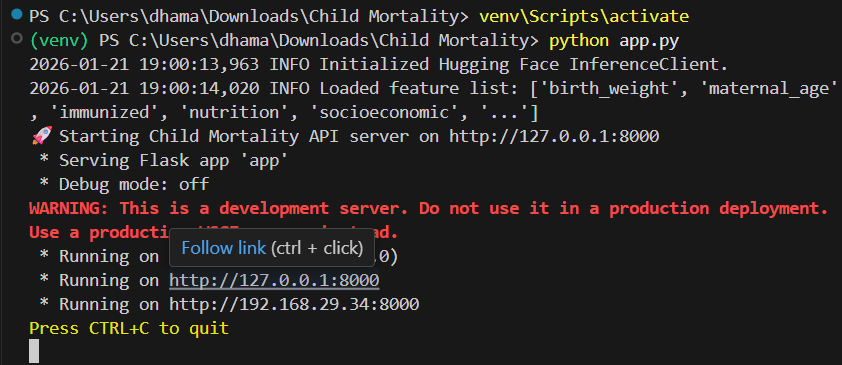 PS C:\Users\dhama\Downloads\Child Mortality> venv\Scripts\activate
(venv) PS C:\Users\dhama\Downloads\Child Mortality> python app.py
2026-01-21 19:00:13,963 INFO Initialized Hugging Face InferenceClient.
2026-01-21 19:00:14,020 INFO Loaded feature list: ['birth_weight', 'maternal_age'
, 'immunized', 'nutrition', 'socioeconomic', '...']
🚀 Starting Child Mortality API server on http://127.0.0.1:8000
* Serving Flask app 'app'
* Debug mode: off
WARNING: This is a development server. Do not use it in a production deployment.
Use a producti
Follow link (ctrl + click)
* Running on .0)
* Running on http://127.0.0.1:8000
* Running on http://192.168.29.34:8000
Press CTRL+C to quit